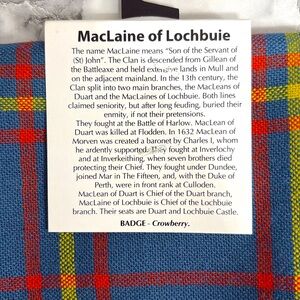 MacLaine of Lochbuie
The name MacLaine means "Son of the Servant of
(St) John". The Clan is descended from Gillean of
the Battleaxe and held extensive lands in Mull and
on the adjacent mainland. In the 13th century, the
Clan split into two main branches, the MacLeans of
Duart and the MacLaines of Lochbuie. Both lines
claimed seniority, but after long feuding, buried their
enmity, if not their pretensions.
They fought at the Battle of Harlow. MacLean of
Duart was killed at Flodden. In 1632 MacLean of
Morven was created a baronet by Charles I, whom
he ardently supported. They fought at Inverlochy
and at Inverkeithing, when seven brothers died
protecting their Chief. They fought under Dundee,
joined Mar in The Fifteen, and, with the Duke of
Perth, were in front rank at Culloden.
MacLean of Duart is Chief of the Duart branch,
MacLaine of Lochbuie is Chief of the Lochbuie
branch. Their seats are Duart and Lochbuie Castle.
BADGE - Crowberry.